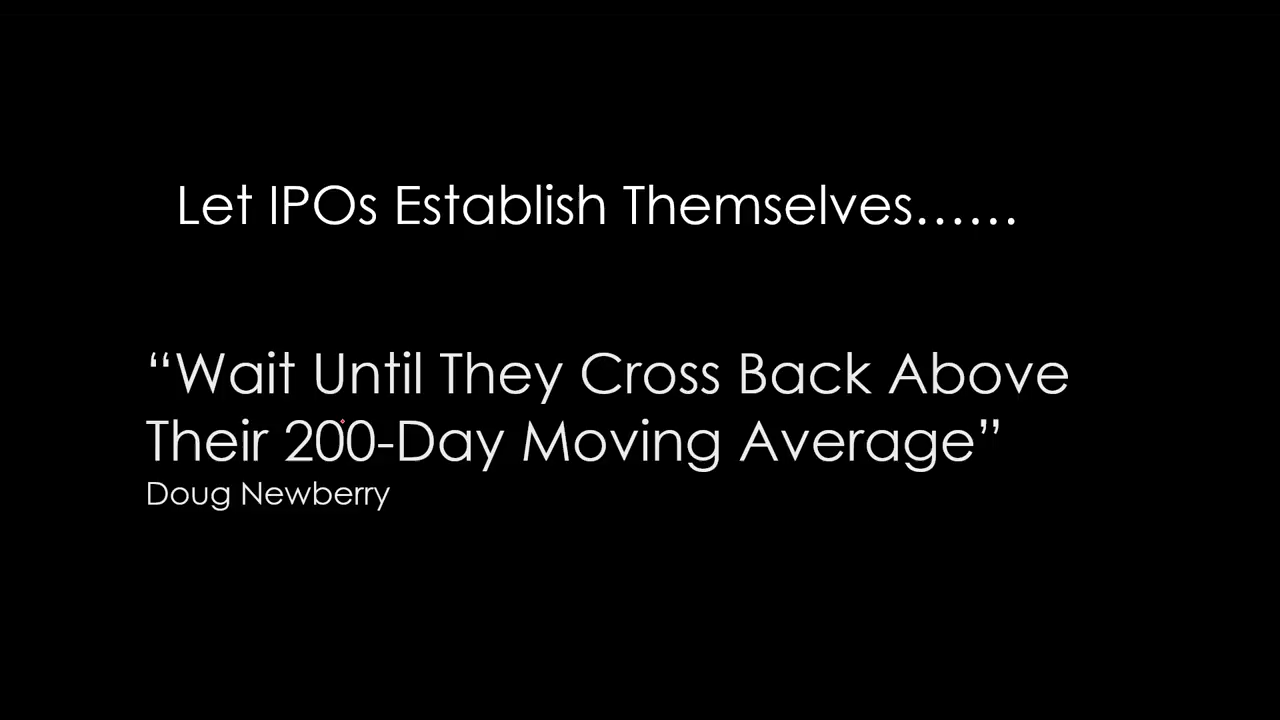 Let IPOs Establish Themselves......
“Wait Until They Cross Back Above
Their 200-Day Moving Average”
Doug Newberry